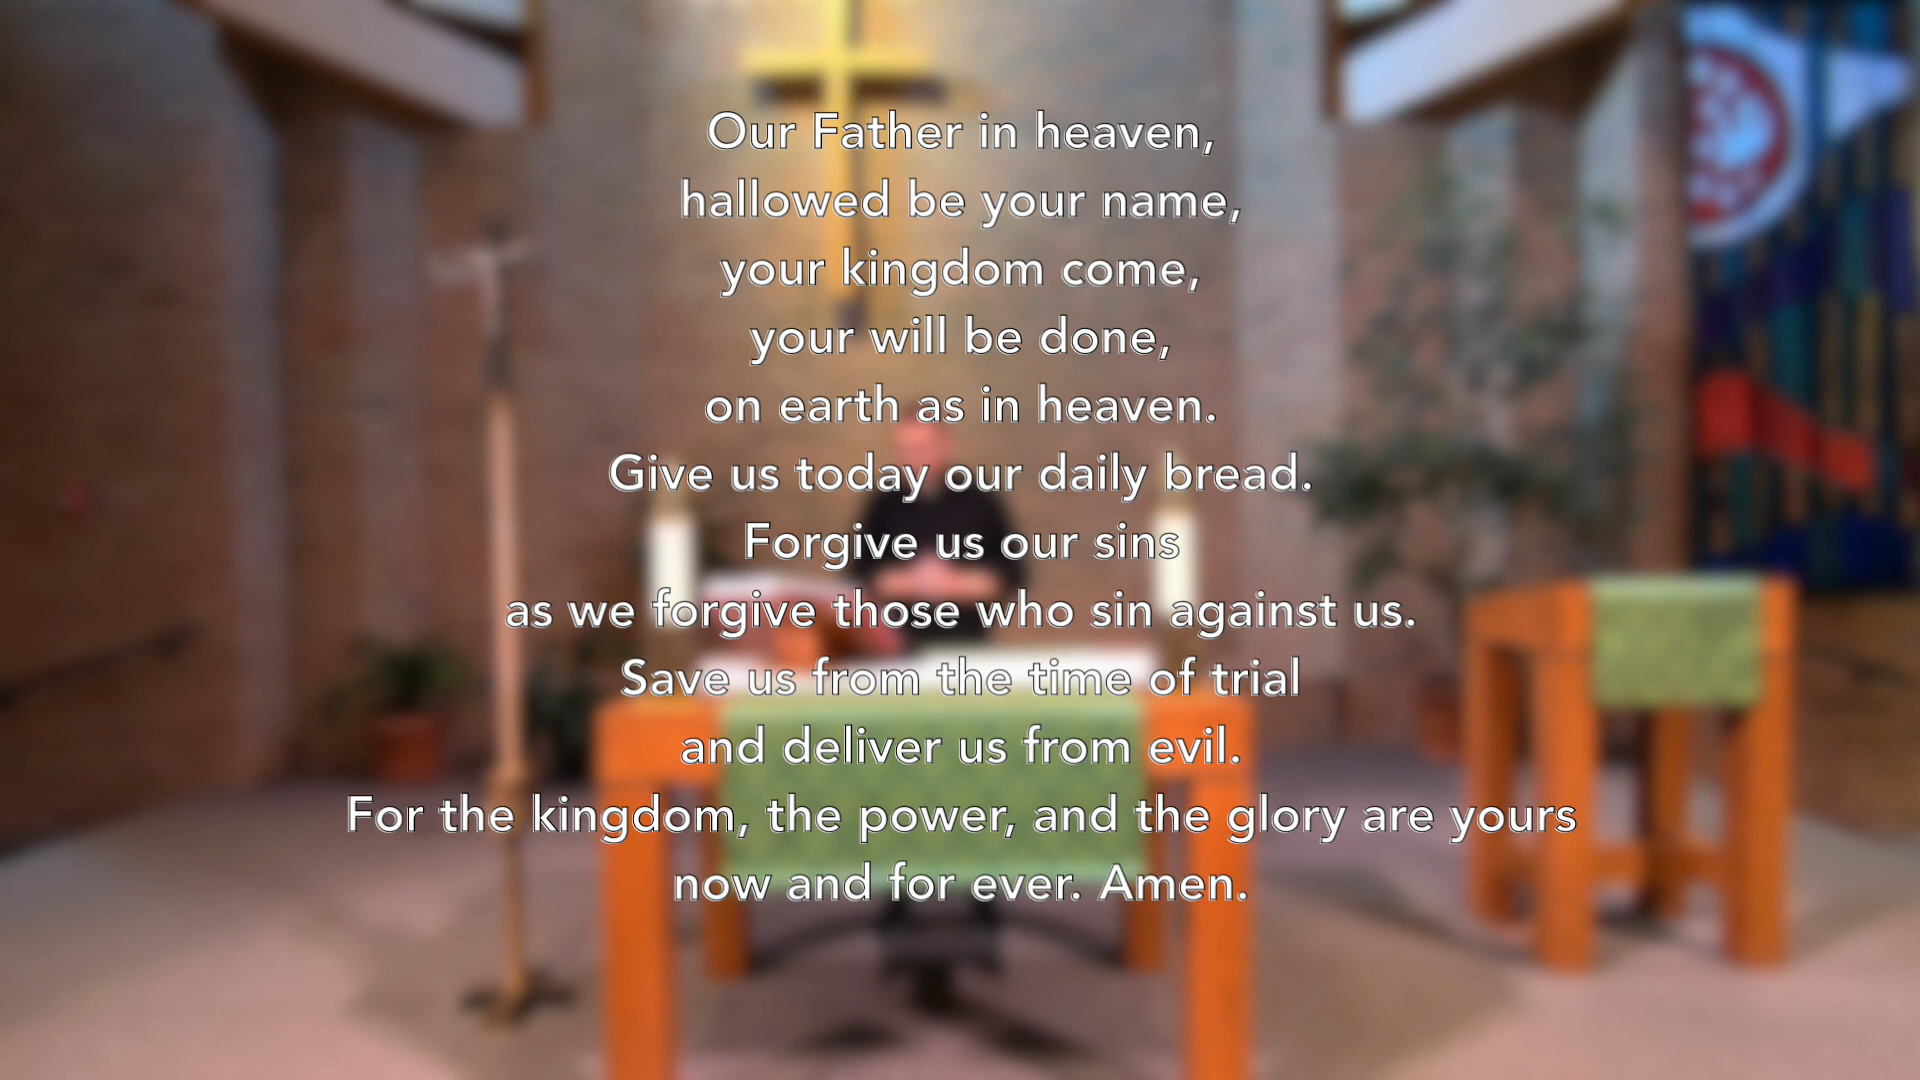 Our Father in heaven,
hallowed be your name,
your kingdom come,
your will be done,
on earth as in heaven.
Give us today our daily bread.
Forgive us our sins
as we forgive those who sin against us.
Save us from the time of trial
and deliver us from evil.
For the kingdom, the power, and the glory are yours
now and for ever. Amen.